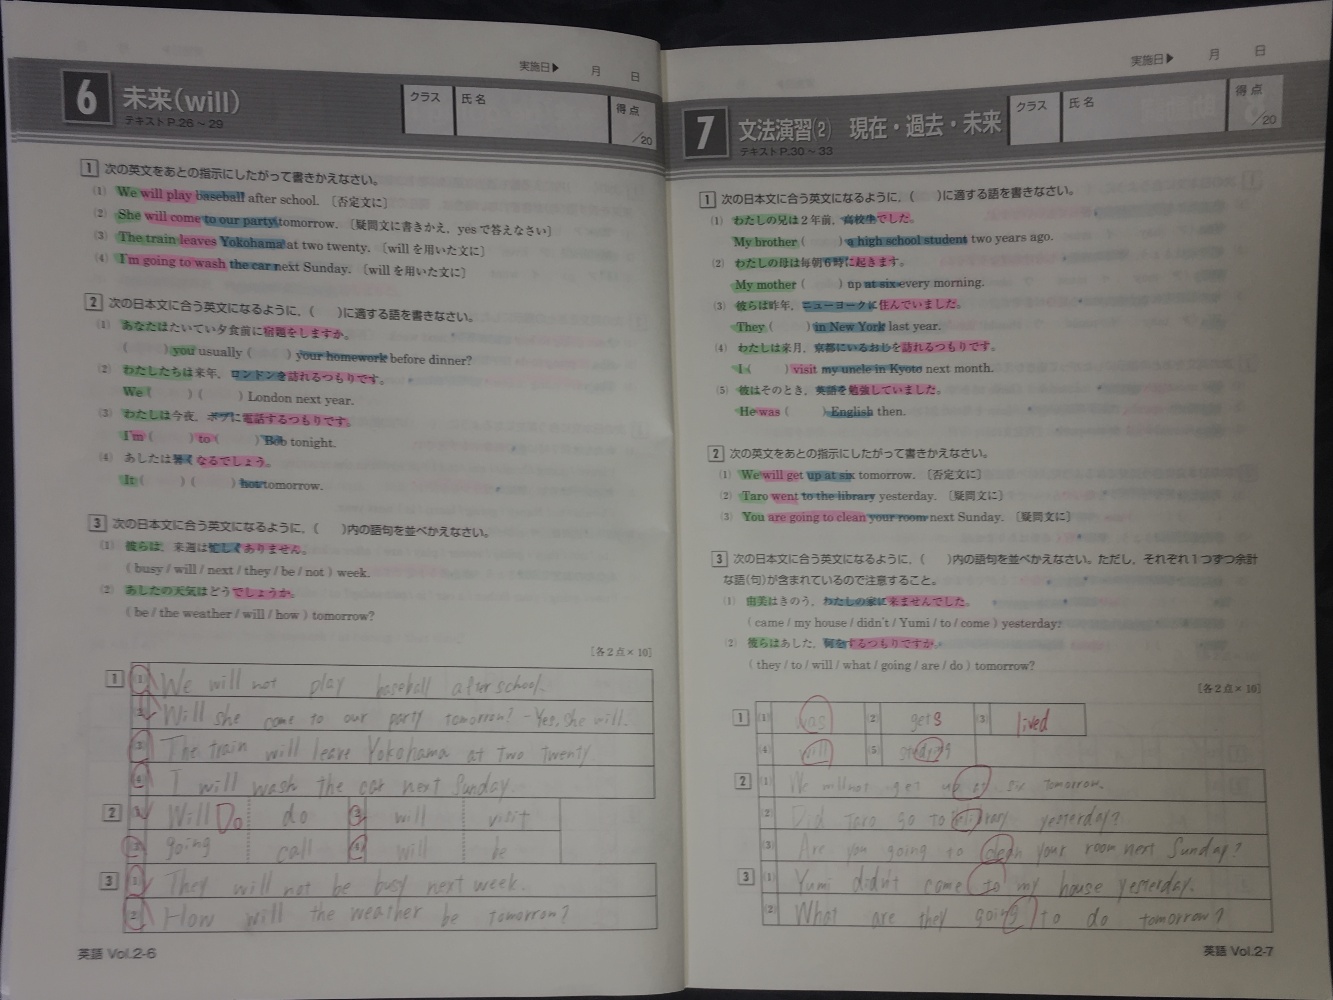 実施日▶ 月 日
6 未来(will)
テキストP.26～29
クラス 氏名 得点 /20
1 次の英文をあとの指示にしたがって書きかえなさい。
(1) We will play baseball after school. 〔否定文に〕
(2) She will come to our party tomorrow. 〔疑問文に書きかえ, yesで答えなさい〕
(3) The train leaves Yokohama at two twenty. 〔willを用いた文に〕
(4) I'm going to wash the car next Sunday. 〔willを用いた文に〕
2 次の日本文に合う英文になるように, ( )に適する語を書きなさい。
(1) あなたはたいてい夕食前に宿題をしますか。
( ) you usually ( ) your homework before dinner?
(2) わたしたちは来年, ロンドンを訪れるつもりです。
We ( ) ( ) London next year.
(3) わたしは今夜, ボブに電話するつもりです。
I'm ( ) to ( ) Bob tonight.
(4) あしたは暑くなるでしょう。
It ( ) ( ) hot tomorrow.
3 次の日本文に合う英文になるように, ( )内の語句を並べかえなさい。
(1) 彼らは, 来週は忙しくありません。
( busy / will / next / they / be / not ) week.
(2) あしたの天気はどうでしょうか。
( be / the weather / will / how ) tomorrow?
〔各2点×10〕
1 (1) We will not play baseball after school.
(2) Will she come to our party tomorrow? - Yes, she will.
(3) The train will leave Yokohama at two twenty.
(4) I will wash the car next Sunday.
2 (1) Will Do do (2) will visit
(3) going call (4) will be
3 (1) They will not be busy next week.
(2) How will the weather be tomorrow?
英語 Vol.2-6
実施日▶ 月 日
7 文法演習(2) 現在・過去・未来
テキストP.30～33
クラス 氏名 得点 /20
1 次の日本文に合う英文になるように, ( )に適する語を書きなさい。
(1) わたしの兄は2年前, 高校生でした。
My brother ( ) a high school student two years ago.
(2) わたしの母は毎朝6時に起きます。
My mother ( ) up at six every morning.
(3) 彼らは昨年, ニューヨークに住んでいました。
They ( ) in New York last year.
(4) わたしは来月, 京都にいるおじを訪れるつもりです。
I ( ) visit my uncle in Kyoto next month.
(5) 彼はそのとき, 英語を勉強していました。
He was ( ) English then.
2 次の英文をあとの指示にしたがって書きかえなさい。
(1) We will get up at six tomorrow. 〔否定文に〕
(2) Taro went to the library yesterday. 〔疑問文に〕
(3) You are going to clean your room next Sunday. 〔疑問文に〕
3 次の日本文に合う英文になるように, ( )内の語句を並べかえなさい。ただし, それぞれ1つずつ余計
な語(句)が含まれているので注意すること。
(1) 由美はきのう, わたしの家に来ませんでした。
( came / my house / didn't / Yumi / to / come ) yesterday.
(2) 彼らはあした, 何をするつもりですか。
( they / to / will / what / going / are / do ) tomorrow?
〔各2点×10〕
1 (1) was (2) gets (3) lived
(4) will (5)
2 (1) We will not get up at six tomorrow.
(2) Did Taro go to library yesterday?
(3) Are you going to clean your room next Sunday?
3 (1) Yumi didn't come to my house yesterday.
(2) What are they going to do tomorrow?
英語 Vol.2-7